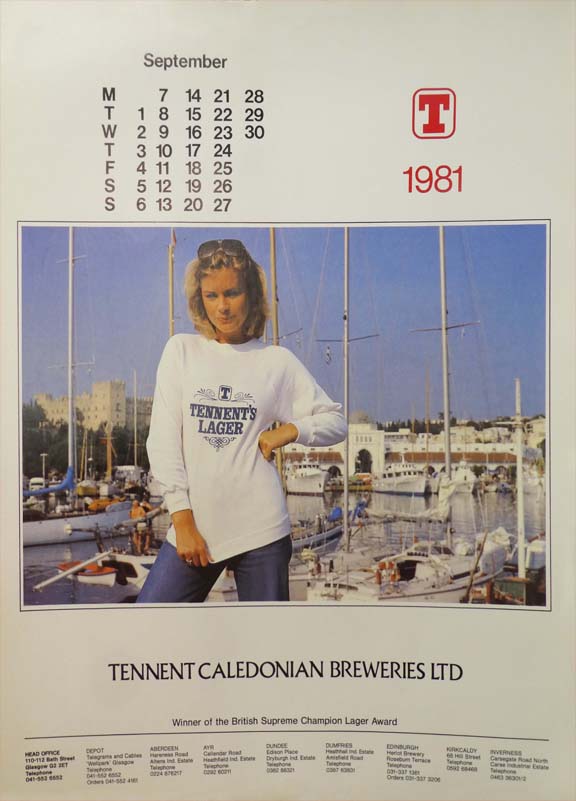 September
M 7 14 21 28
T 1 8 15 22 29
W 2 9 16 23 30
T 3 10 17 24
F 4 11 18 25
S 5 12 19 26
S 6 13 20 27
T
1981
T
TENNENT'S
LAGER
TENNENT CALEDONIAN BREWERIES LTD
Winner of the British Supreme Champion Lager Award
HEAD OFFICE
110-112 Bath Street
Glasgow G2 2ET
Telephone
041-552 6552
DEPOT
Telegrams and Cables
'Wellpark' Glasgow
Telephone
041-552 6552
Orders 041-552 4161
ABERDEEN
Hareness Road
Altens Ind. Estate
Telephone
0224 876217
AYR
Callendar Road
Heathfield Ind. Estate
Telephone
0292 60211
DUNDEE
Edison Place
Dryburgh Ind. Estate
Telephone
0382 86321
DUMFRIES
Heathhall Ind. Estate
Amisfield Road
Telephone
0387 63831
EDINBURGH
Heriot Brewery
Roseburn Terrace
Telephone
031-337 1361
Orders 031-337 3206
KIRKCALDY
66 Hill Street
Telephone
0592 68466
INVERNESS
Carsegate Road North
Carse Industrial Estate
Telephone
0463 36301/2